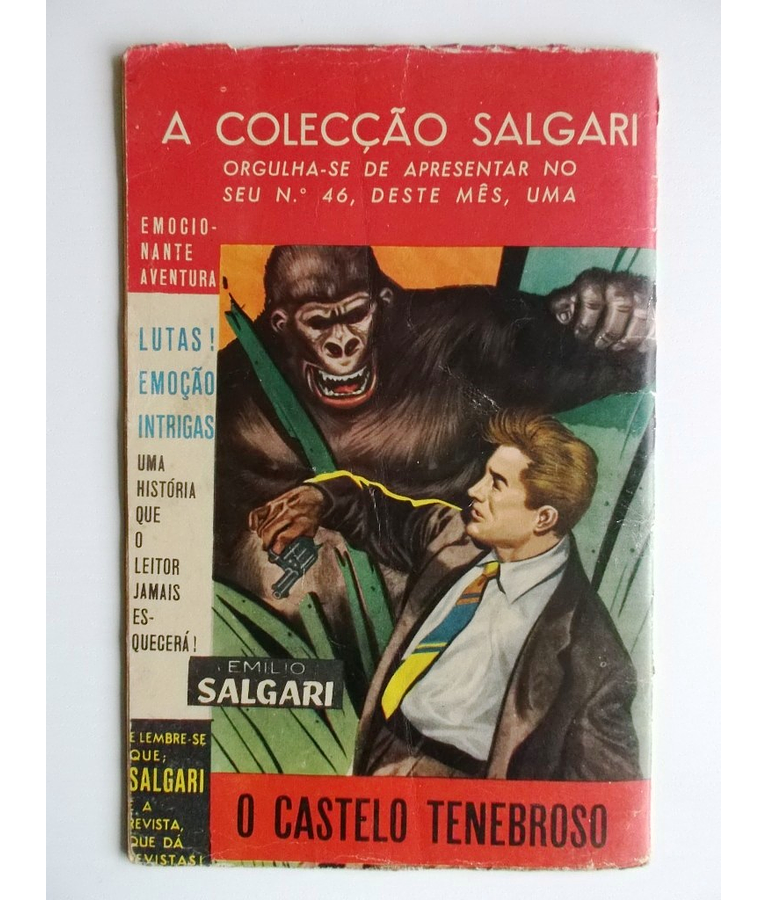 A COLECÇÃO SALGARI
ORGULHA-SE DE APRESENTAR NO
SEU N.º 46, DESTE MÊS, UMA
EMOCIO-
NANTE
AVENTURA
LUTAS!
EMOÇÃO
INTRIGAS
UMA
HISTÓRIA
QUE
O
LEITOR
JAMAIS
ES-
QUECERÁ!
EMILIO
SALGARI
E LEMBRE-SE
QUE;
SALGARI
A
REVISTA,
QUE DÁ
REVISTAS!
O CASTELO TENEBROSO